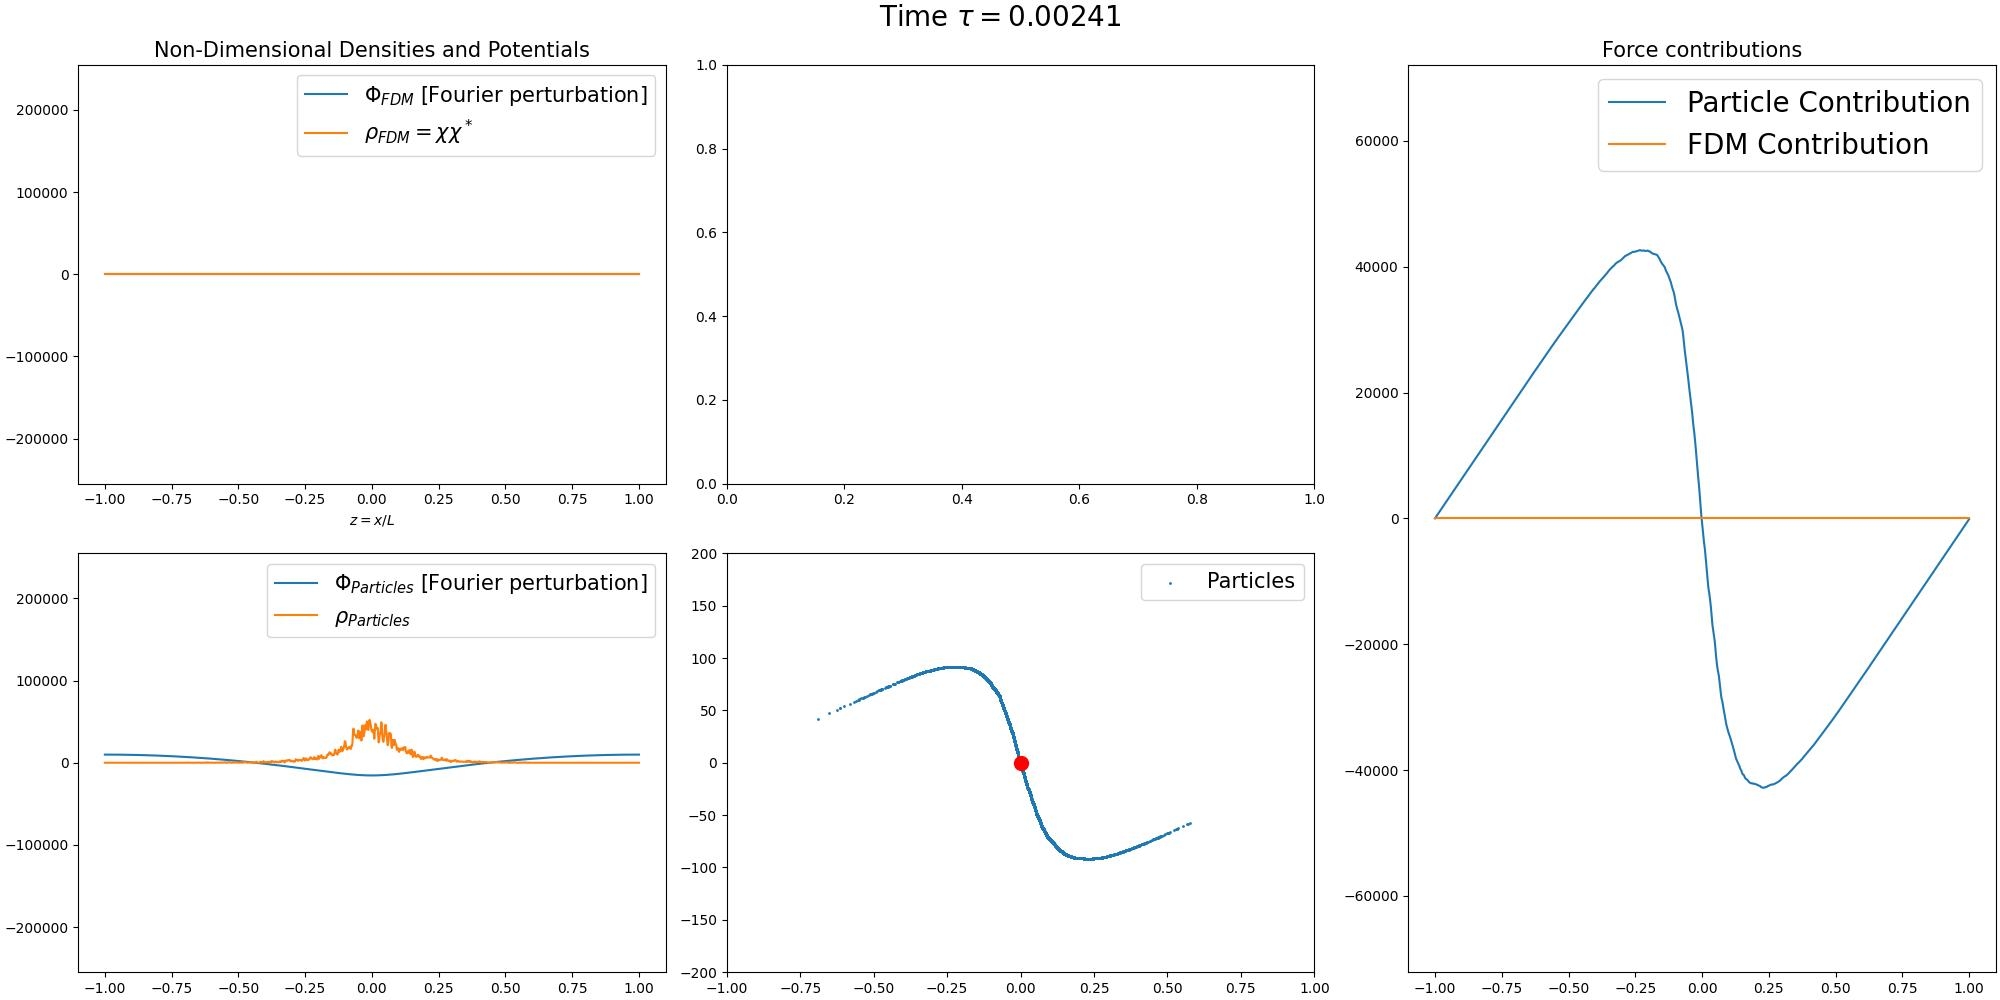 Time τ = 0.00241
Non-Dimensional Densities and Potentials
200000
100000
0
−100000
−200000
Φ_FDM [Fourier perturbation]
ρ_FDM = χχ*
−1.00 −0.75 −0.50 −0.25 0.00 0.25 0.50 0.75 1.00
z = x/L
1.0
0.8
0.6
0.4
0.2
0.0
0.0 0.2 0.4 0.6 0.8 1.0
Force contributions
Particle Contribution
FDM Contribution
60000
40000
20000
0
−20000
−40000
−60000
−1.00 −0.75 −0.50 −0.25 0.00 0.25 0.50 0.75 1.00
200000
100000
0
−100000
−200000
Φ_Particles [Fourier perturbation]
ρ_Particles
−1.00 −0.75 −0.50 −0.25 0.00 0.25 0.50 0.75 1.00
200
150
100
50
0
−50
−100
−150
−200
Particles
−1.00 −0.75 −0.50 −0.25 0.00 0.25 0.50 0.75 1.00